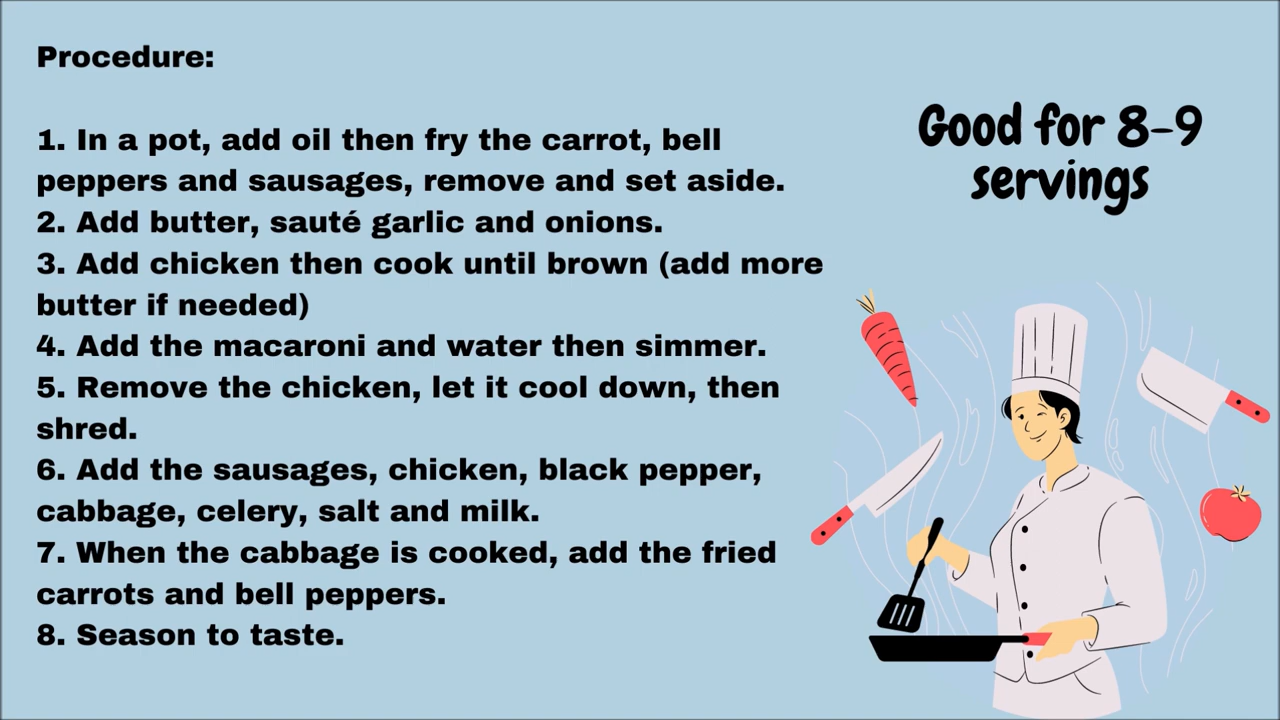 Procedure:
1. In a pot, add oil then fry the carrot, bell
peppers and sausages, remove and set aside.
2. Add butter, sauté garlic and onions.
3. Add chicken then cook until brown (add more
butter if needed)
4. Add the macaroni and water then simmer.
5. Remove the chicken, let it cool down, then
shred.
6. Add the sausages, chicken, black pepper,
cabbage, celery, salt and milk.
7. When the cabbage is cooked, add the fried
carrots and bell peppers.
8. Season to taste.
Good for 8-9
servings